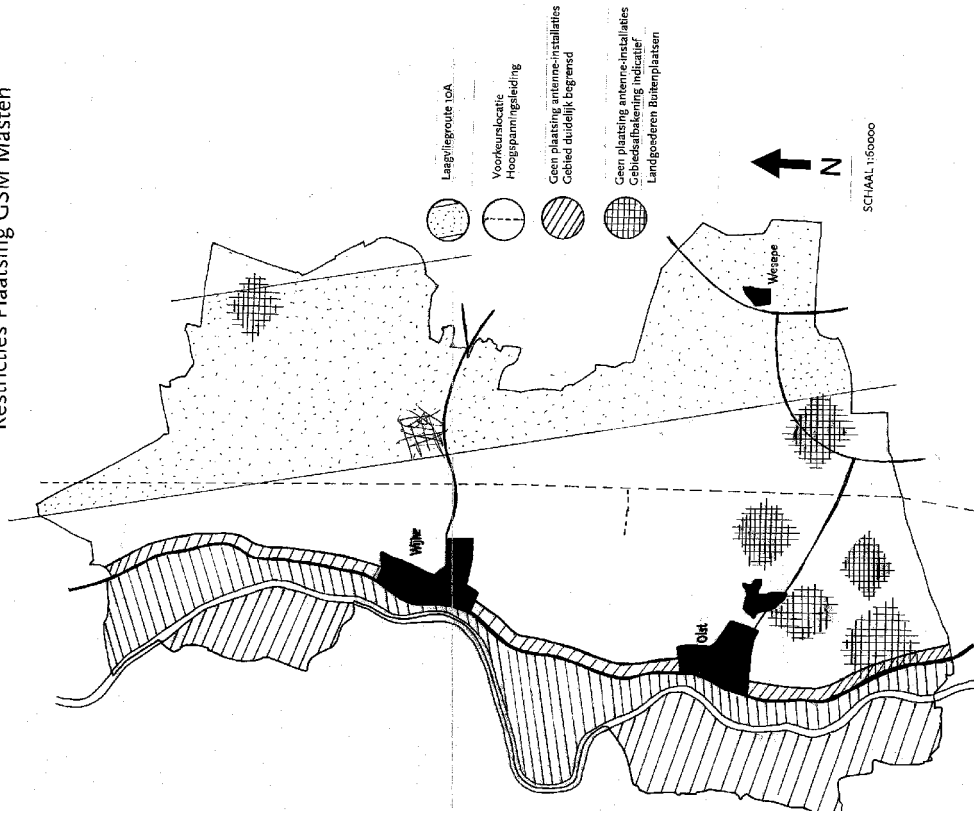 Restricties Plaatsing GSM Masten
Laagvliegroute 10A
Voorkeurslocatie
Hoogspanningsleiding
Geen plaatsing antenne-installaties
Gebied duidelijk begrensd
Geen plaatsing antenne-installaties
Gebiedsafbakening indicatief
Landgoederen Buitenplaatsen
N
SCHAAL 1:50000
Wijhe
Olst
Wesepe